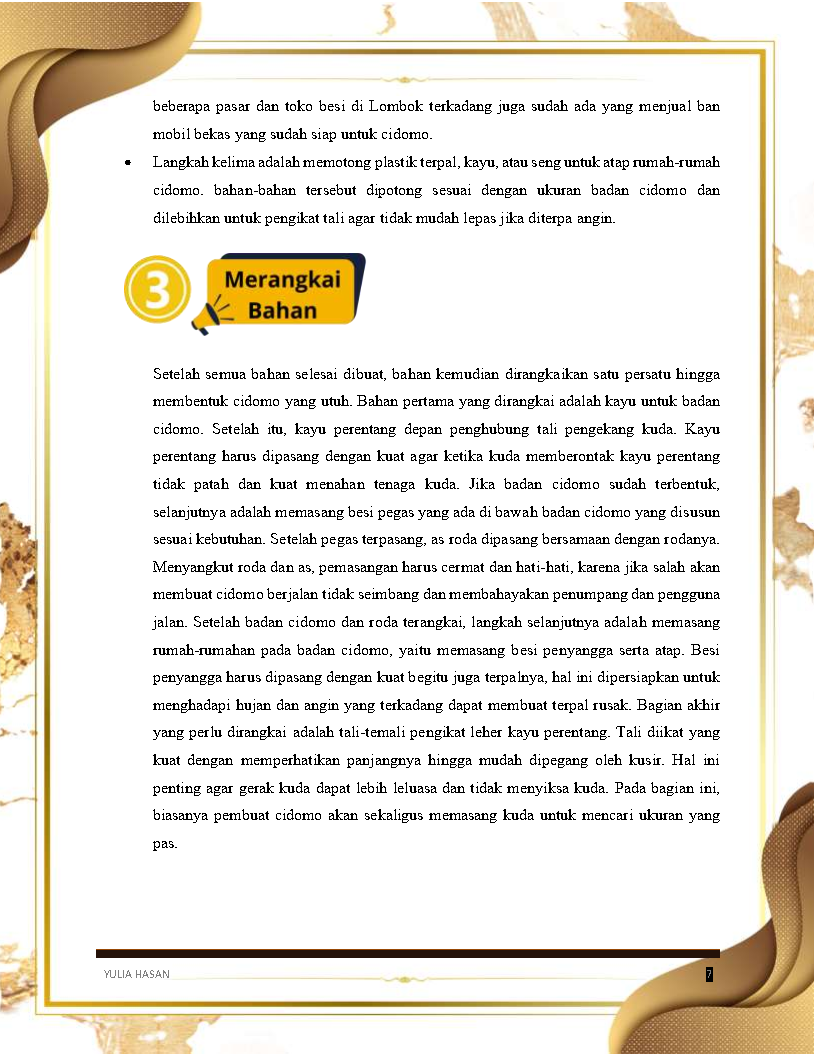 beberapa pasar dan toko besi di Lombok terkadang juga sudah ada yang menjual ban
mobil bekas yang sudah siap untuk cidomo.
• Langkah kelima adalah memotong plastik terpal, kayu, atau seng untuk atap rumah-rumah
cidomo. bahan-bahan tersebut dipotong sesuai dengan ukuran badan cidomo dan
dilebihkan untuk pengikat tali agar tidak mudah lepas jika diterpa angin.
3
Merangkai
Bahan
Setelah semua bahan selesai dibuat, bahan kemudian dirangkaikan satu persatu hingga
membentuk cidomo yang utuh. Bahan pertama yang dirangkai adalah kayu untuk badan
cidomo. Setelah itu, kayu perentang depan penghubung tali pengekang kuda. Kayu
perentang harus dipasang dengan kuat agar ketika kuda memberontak kayu perentang
tidak patah dan kuat menahan tenaga kuda. Jika badan cidomo sudah terbentuk,
selanjutnya adalah memasang besi pegas yang ada di bawah badan cidomo yang disusun
sesuai kebutuhan. Setelah pegas terpasang, as roda dipasang bersamaan dengan rodanya.
Menyangkut roda dan as, pemasangan harus cermat dan hati-hati, karena jika salah akan
membuat cidomo berjalan tidak seimbang dan membahayakan penumpang dan pengguna
jalan. Setelah badan cidomo dan roda terangkai, langkah selanjutnya adalah memasang
rumah-rumahan pada badan cidomo, yaitu memasang besi penyangga serta atap. Besi
penyangga harus dipasang dengan kuat begitu juga terpalnya, hal ini dipersiapkan untuk
menghadapi hujan dan angin yang terkadang dapat membuat terpal rusak. Bagian akhir
yang perlu dirangkai adalah tali-temali pengikat leher kayu perentang. Tali diikat yang
kuat dengan memperhatikan panjangnya hingga mudah dipegang oleh kusir. Hal ini
penting agar gerak kuda dapat lebih leluasa dan tidak menyiksa kuda. Pada bagian ini,
biasanya pembuat cidomo akan sekaligus memasang kuda untuk mencari ukuran yang
pas.
YULIA HASAN 7